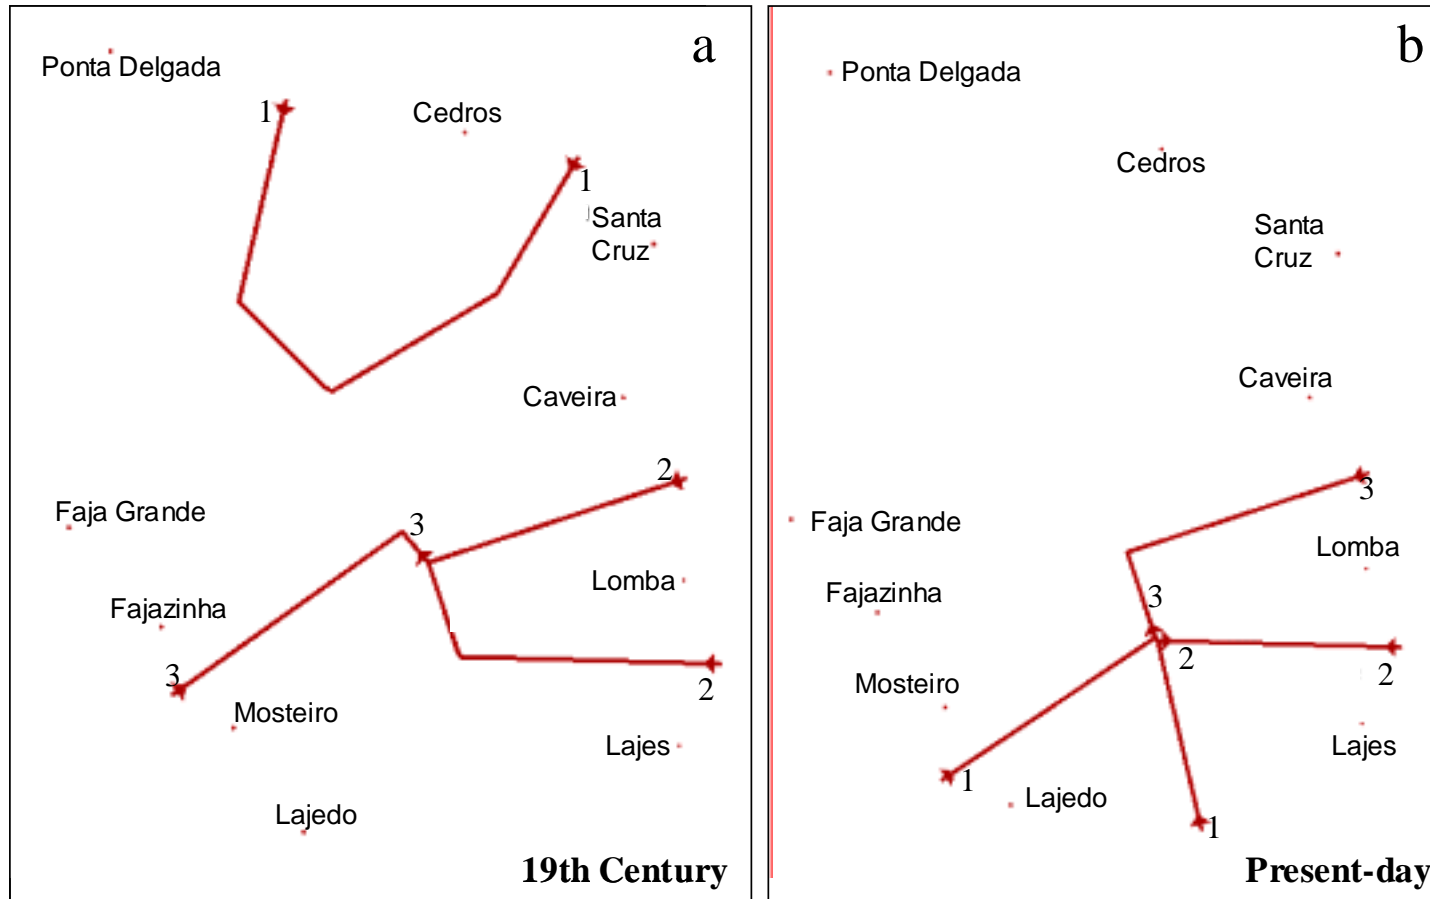 a
Ponta Delgada
1
Cedros
1
Santa
Cruz
Caveira
2
Faja Grande
3
Lomba
Fajazinha
3
2
Mosteiro
Lajes
Lajedo
19th Century
b
Ponta Delgada
Cedros
Santa
Cruz
Caveira
3
Faja Grande
Lomba
Fajazinha
3
2
2
Mosteiro
Lajes
1
Lajedo
1
Present-day